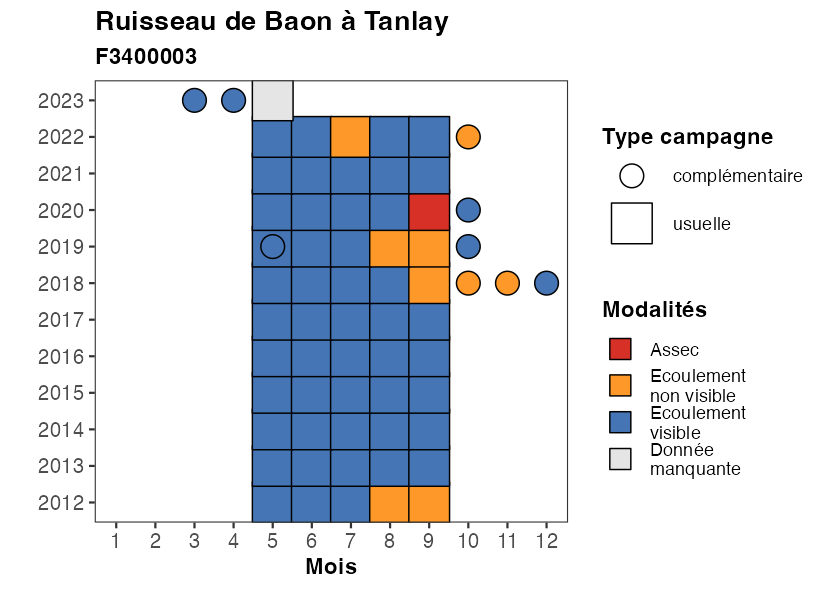 Ruisseau de Baon à Tanlay
F3400003
2023
2022
2021
2020
2019
2018
2017
2016
2015
2014
2013
2012
1 2 3 4 5 6 7 8 9 10 11 12
Mois
Type campagne
complémentaire
usuelle
Modalités
Assec
Ecoulement
non visible
Ecoulement
visible
Donnée
manquante